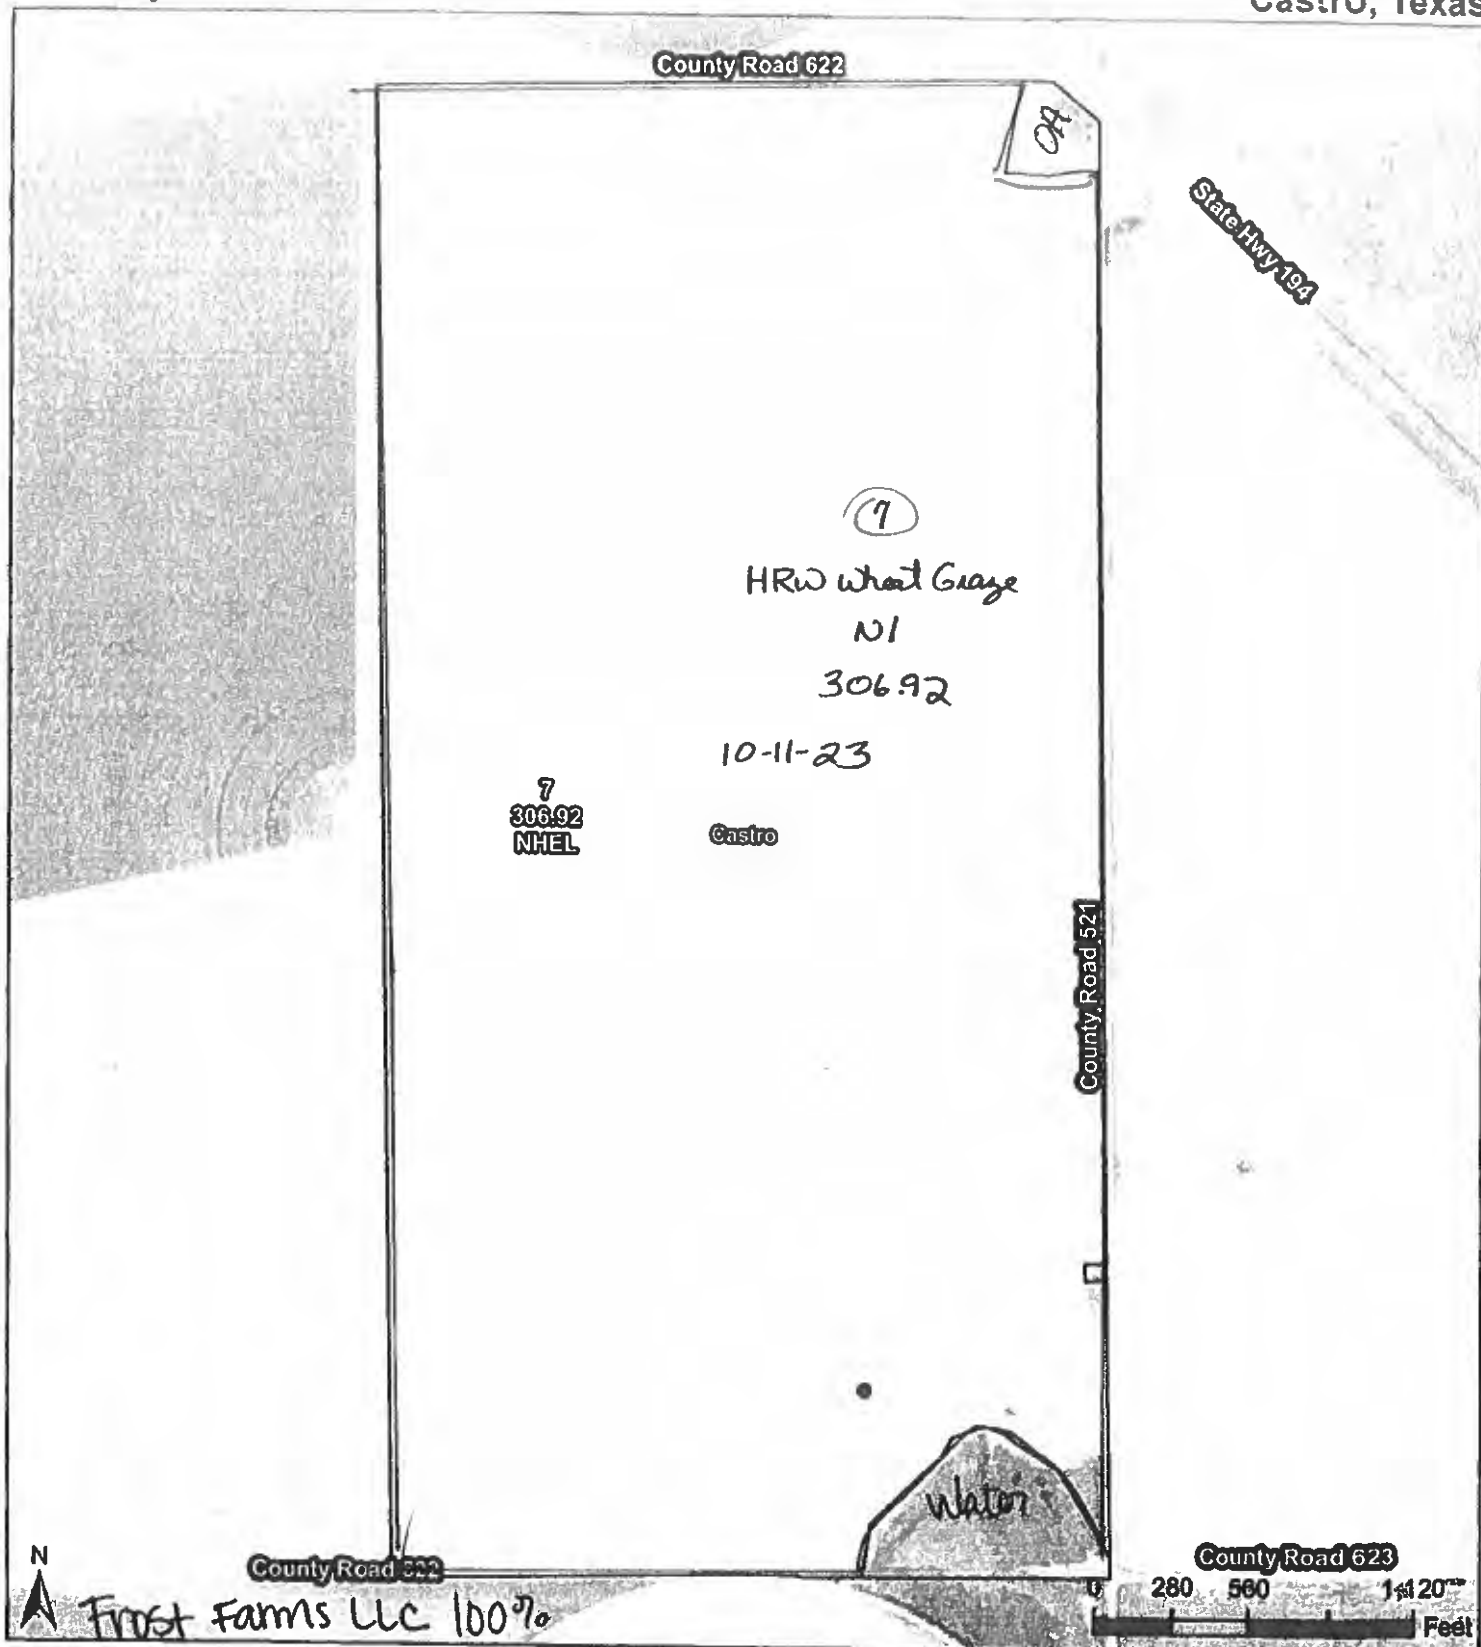 Castro, Texas
County Road 622
OA
State Hwy 194
7
HRW wheat Graze
NI
306.92
10-11-23
7
306.92
NHEL
Castro
County Road 521
Water
County Road 623
County Road
N
0 280 560 1,120
Feet
Frost Farms LLC 100%